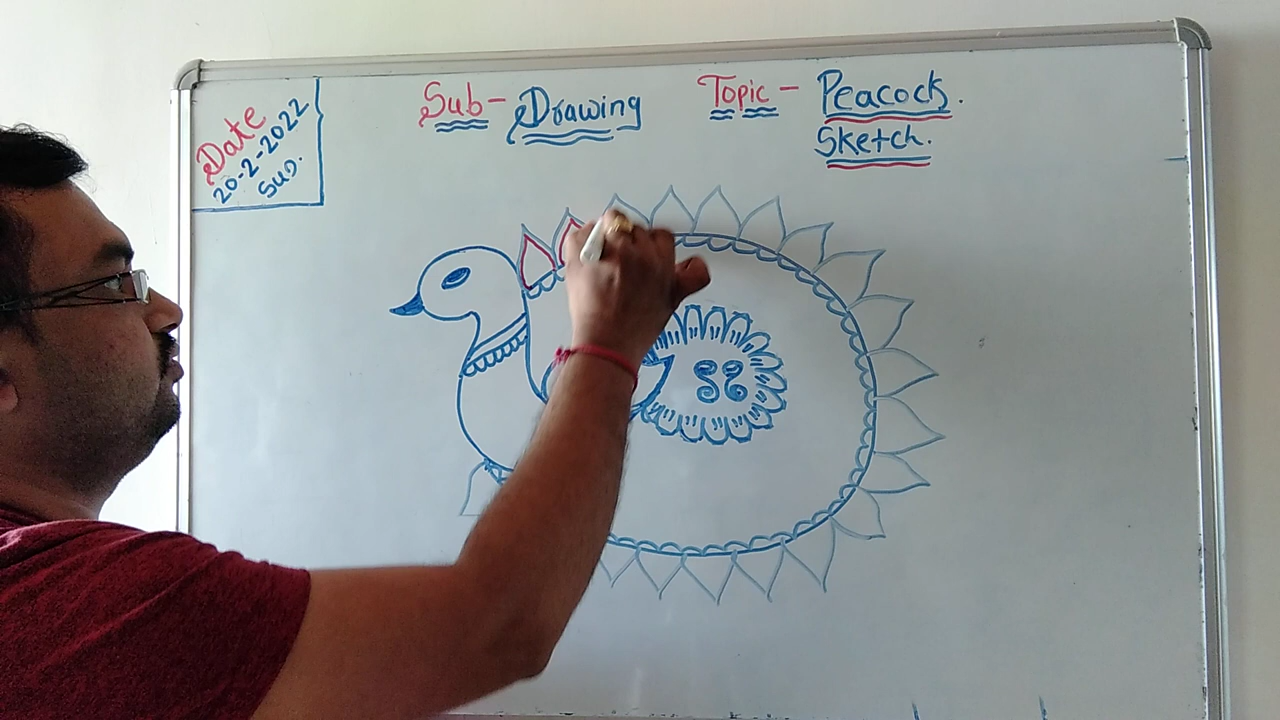 Date
20-2-2022
Sun.
Sub- Drawing
Topic - Peacock.
Sketch.